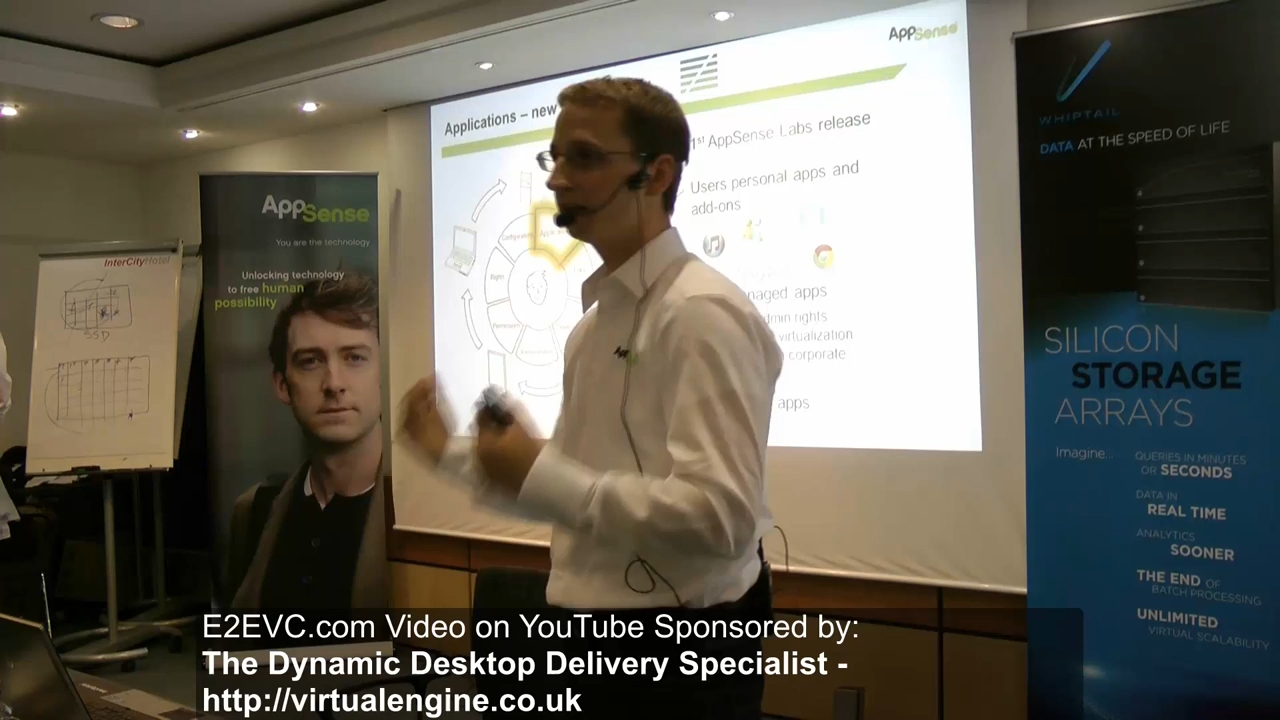 InterCityHotel
SSD
AppSense
You are the technology
Unlocking technology
to free human
possibility
AppSense
Applications – new
1st AppSense Labs release
Users personal apps and
add-ons
naged apps
dmin rights
virtualization
corporate
apps
Configuration
WHIPTAIL
DATA AT THE SPEED OF LIFE
SILICON
STORAGE
ARRAYS
Imagine...
QUERIES IN MINUTES
OR SECONDS
DATA IN
REAL TIME
ANALYTICS
SOONER
THE END OF
BATCH PROCESSING
UNLIMITED
VIRTUAL SCALABILITY
E2EVC.com Video on YouTube Sponsored by:
The Dynamic Desktop Delivery Specialist -
http://virtualengine.co.uk